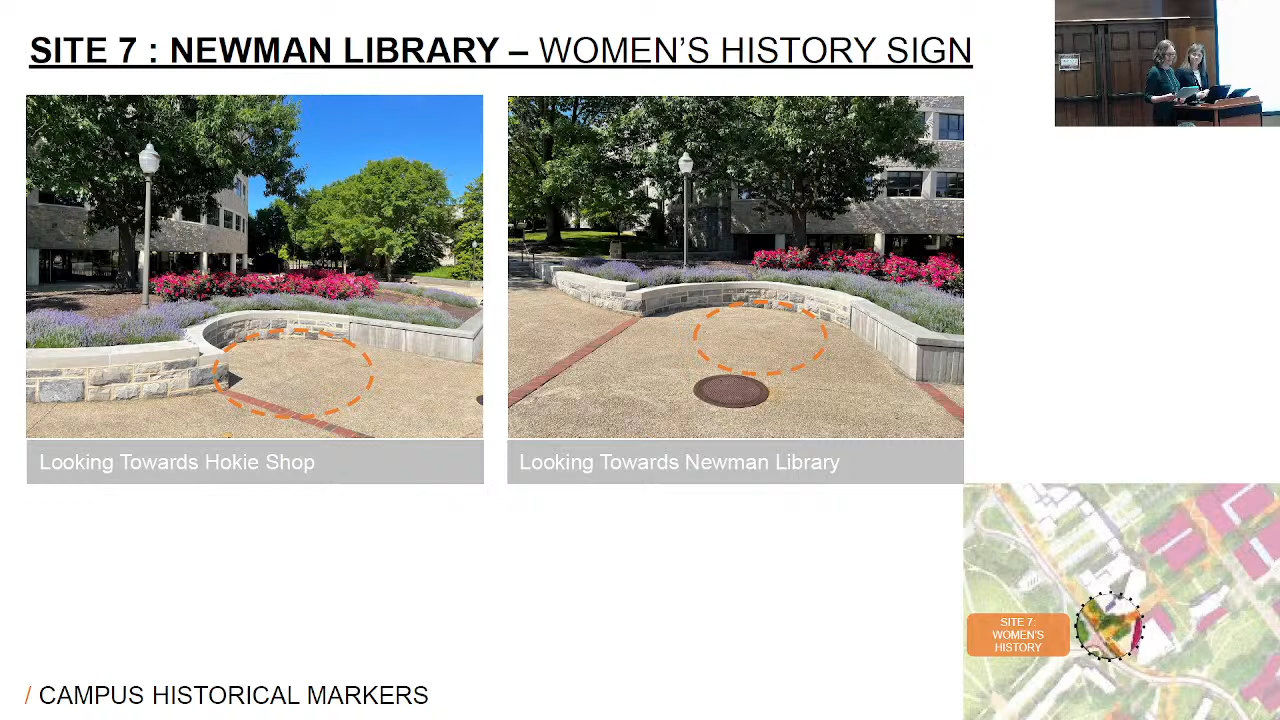 SITE 7 : NEWMAN LIBRARY – WOMEN'S HISTORY SIGN
Looking Towards Hokie Shop
Looking Towards Newman Library
SITE 7:
WOMEN'S
HISTORY
/ CAMPUS HISTORICAL MARKERS